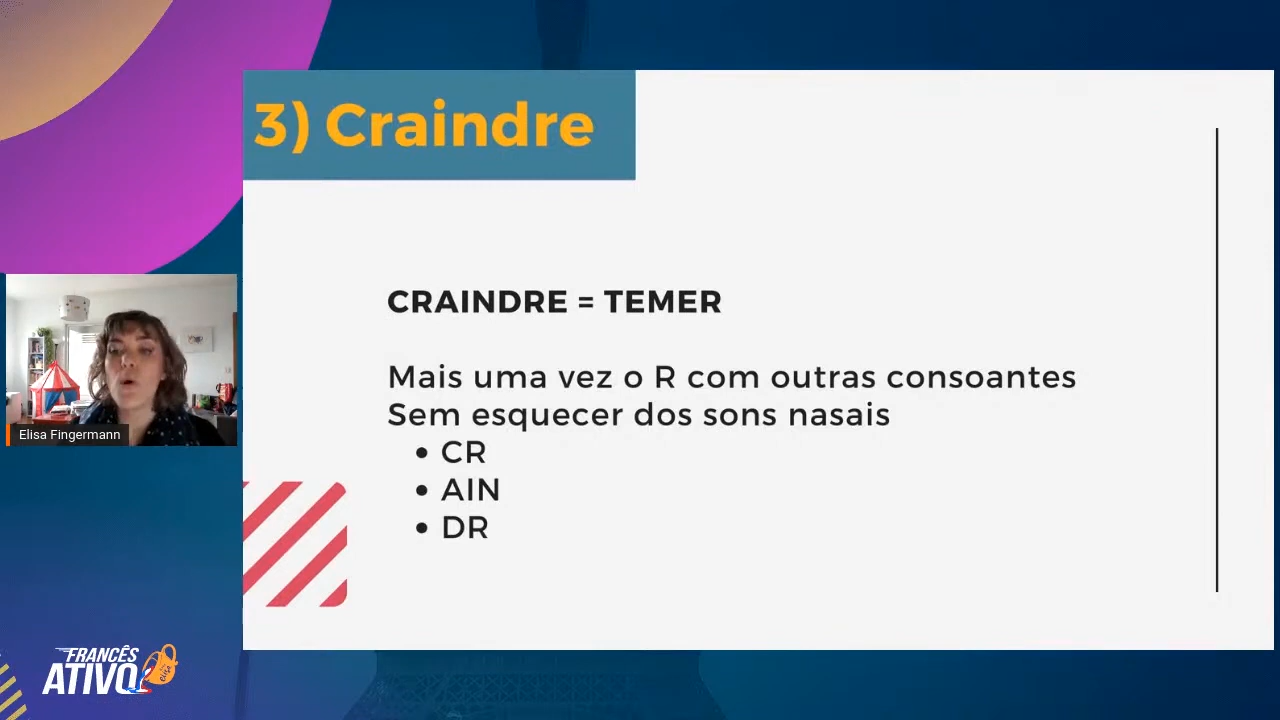 3) Craindre
CRAINDRE = TEMER
Mais uma vez o R com outras consoantes
Sem esquecer dos sons nasais
• CR
• AIN
• DR
Elisa Fingermann
FRANCÊS
ATIVO